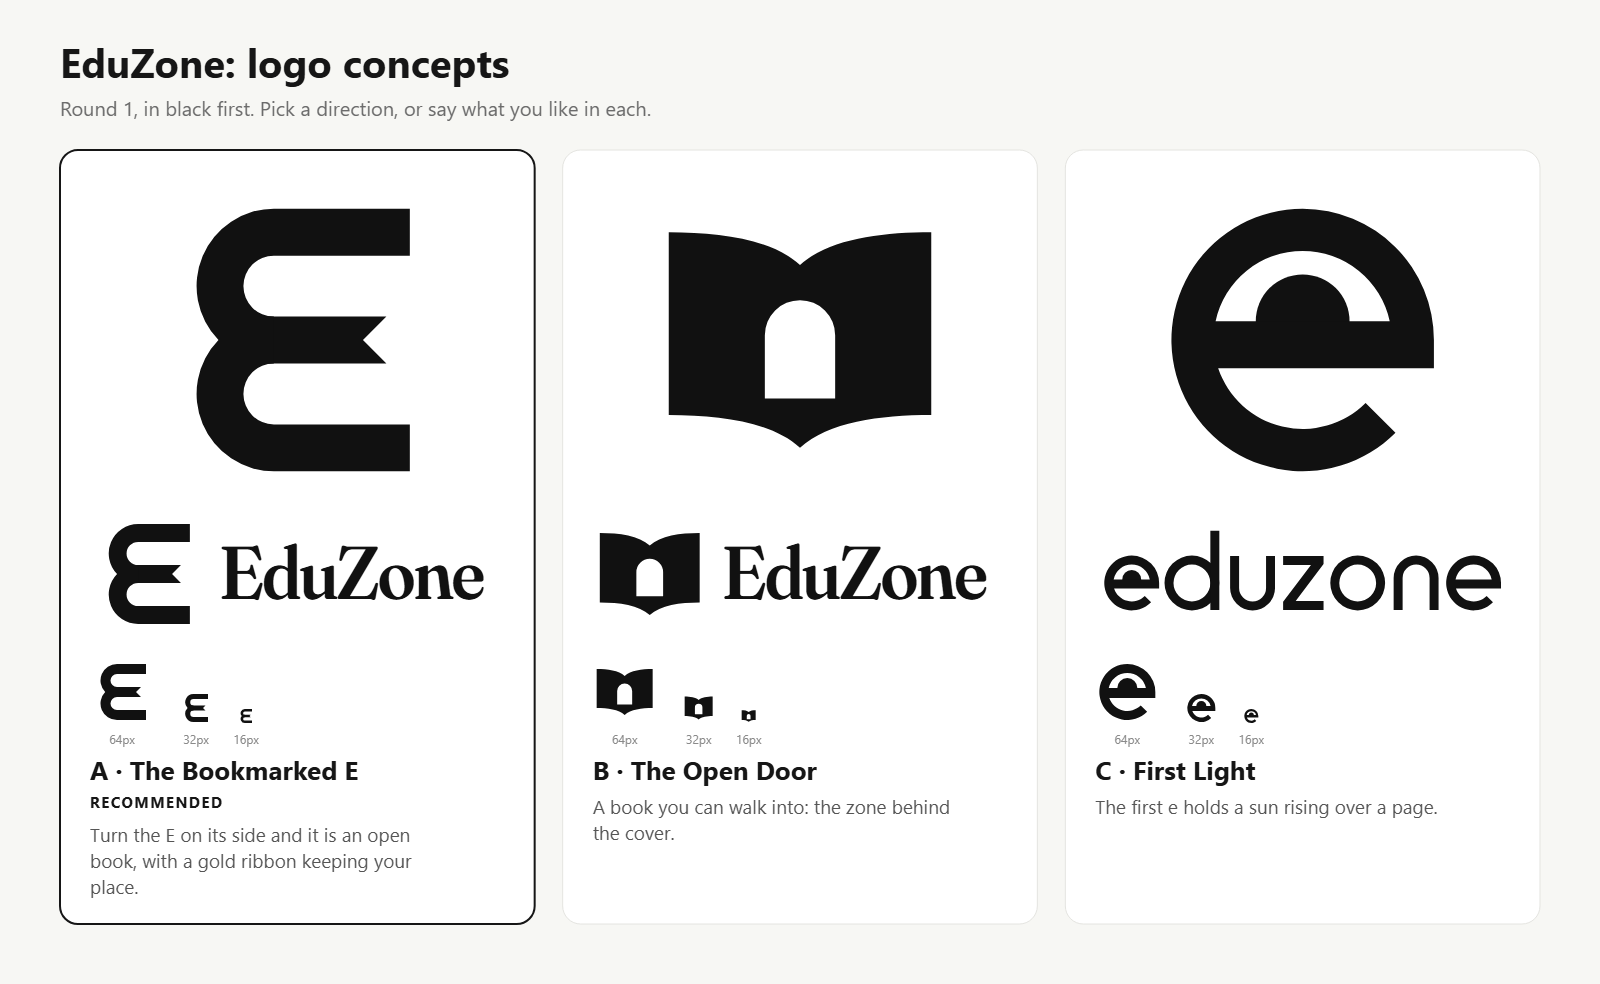 EduZone: logo concepts
Round 1, in black first. Pick a direction, or say what you like in each.
EduZone
64px 32px 16px
A · The Bookmarked E
RECOMMENDED
Turn the E on its side and it is an open
book, with a gold ribbon keeping your
place.
EduZone
64px 32px 16px
B · The Open Door
A book you can walk into: the zone behind
the cover.
eduzone
64px 32px 16px
C · First Light
The first e holds a sun rising over a page.